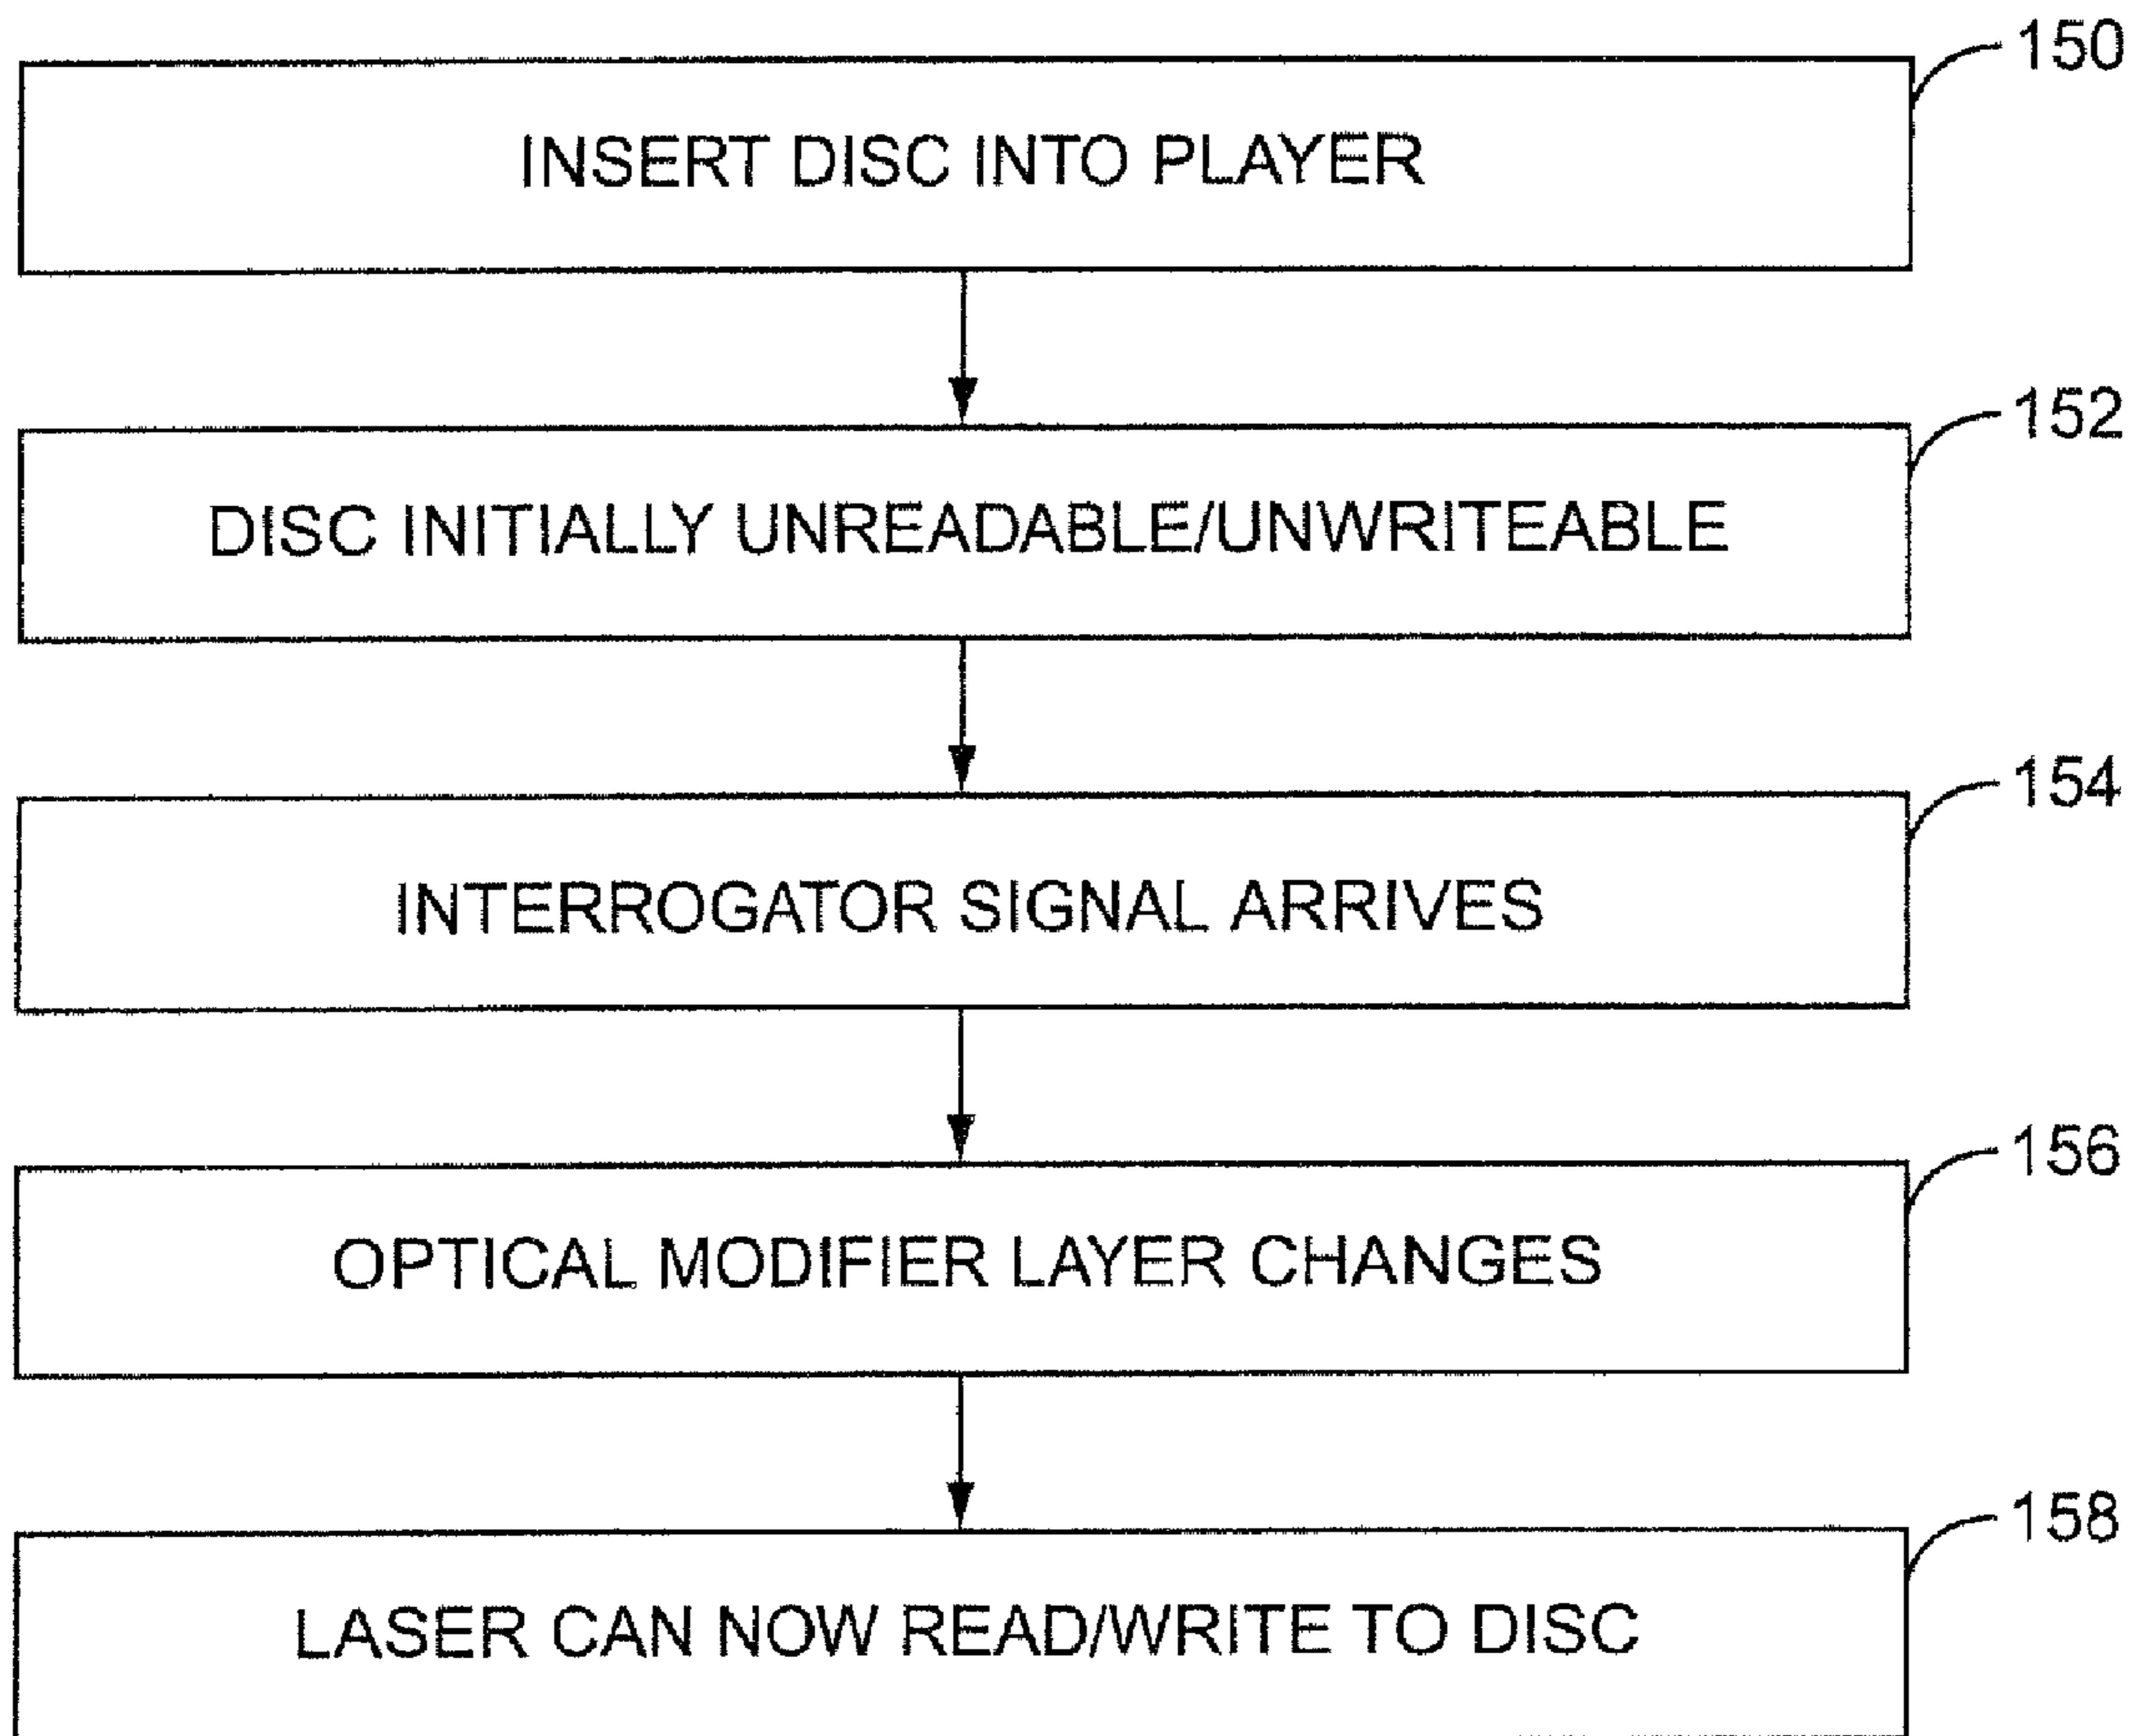 150
INSERT DISC INTO PLAYER
152
DISC INITIALLY UNREADABLE/UNWRITEABLE
154
INTERROGATOR SIGNAL ARRIVES
156
OPTICAL MODIFIER LAYER CHANGES
158
LASER CAN NOW READ/WRITE TO DISC